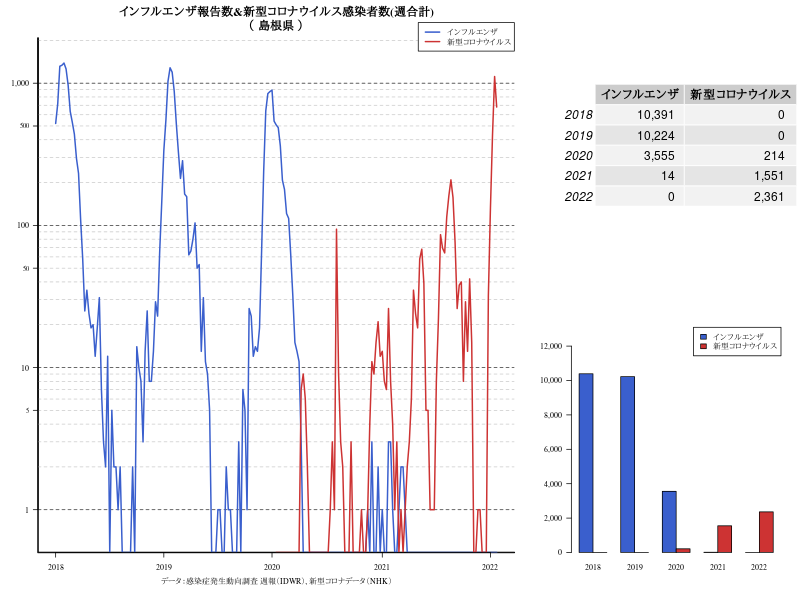 インフルエンザ報告数&新型コロナウイルス感染者数(週合計)
（ 島根県 ）
インフルエンザ
新型コロナウイルス
1,000
500
100
50
10
5
1
2018
2019
2020
2021
2022
データ：感染症発生動向調査 週報（IDWR）、新型コロナデータ（NHK）
インフルエンザ 新型コロナウイルス
2018 10,391 0
2019 10,224 0
2020 3,555 214
2021 14 1,551
2022 0 2,361
インフルエンザ
新型コロナウイルス
12,000
10,000
8,000
6,000
4,000
2,000
0
2018
2019
2020
2021
2022